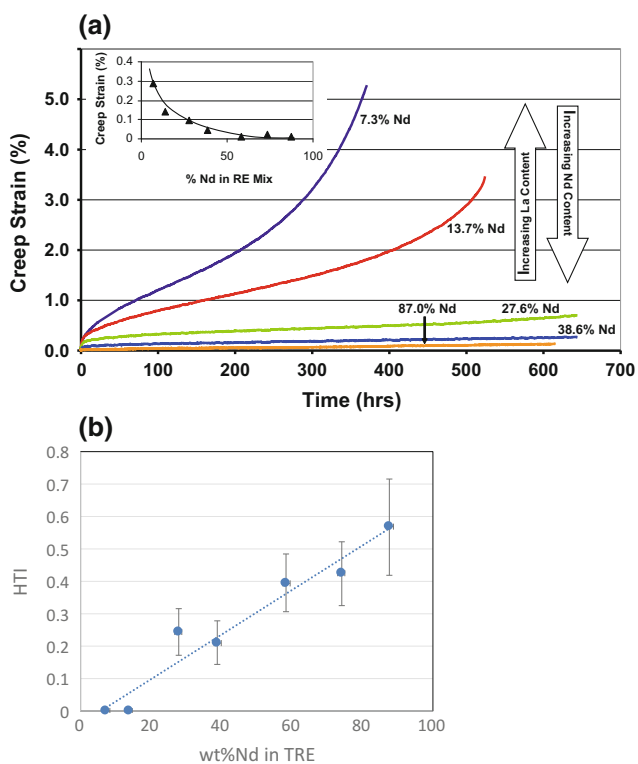 (a)
0.4
0.3
0.2
0.1
0
0
50
100
Creep Strain (%)
% Nd in RE Mix
5.0
4.0
3.0
2.0
1.0
0.0
Creep Strain (%)
7.3% Nd
13.7% Nd
87.0% Nd
27.6% Nd
38.6% Nd
Increasing La Content
Increasing Nd Content
0
100
200
300
400
500
600
700
Time (hrs)
(b)
0.8
0.7
0.6
0.5
0.4
0.3
0.2
0.1
0
HTI
0
20
40
60
80
100
wt%Nd in TRE